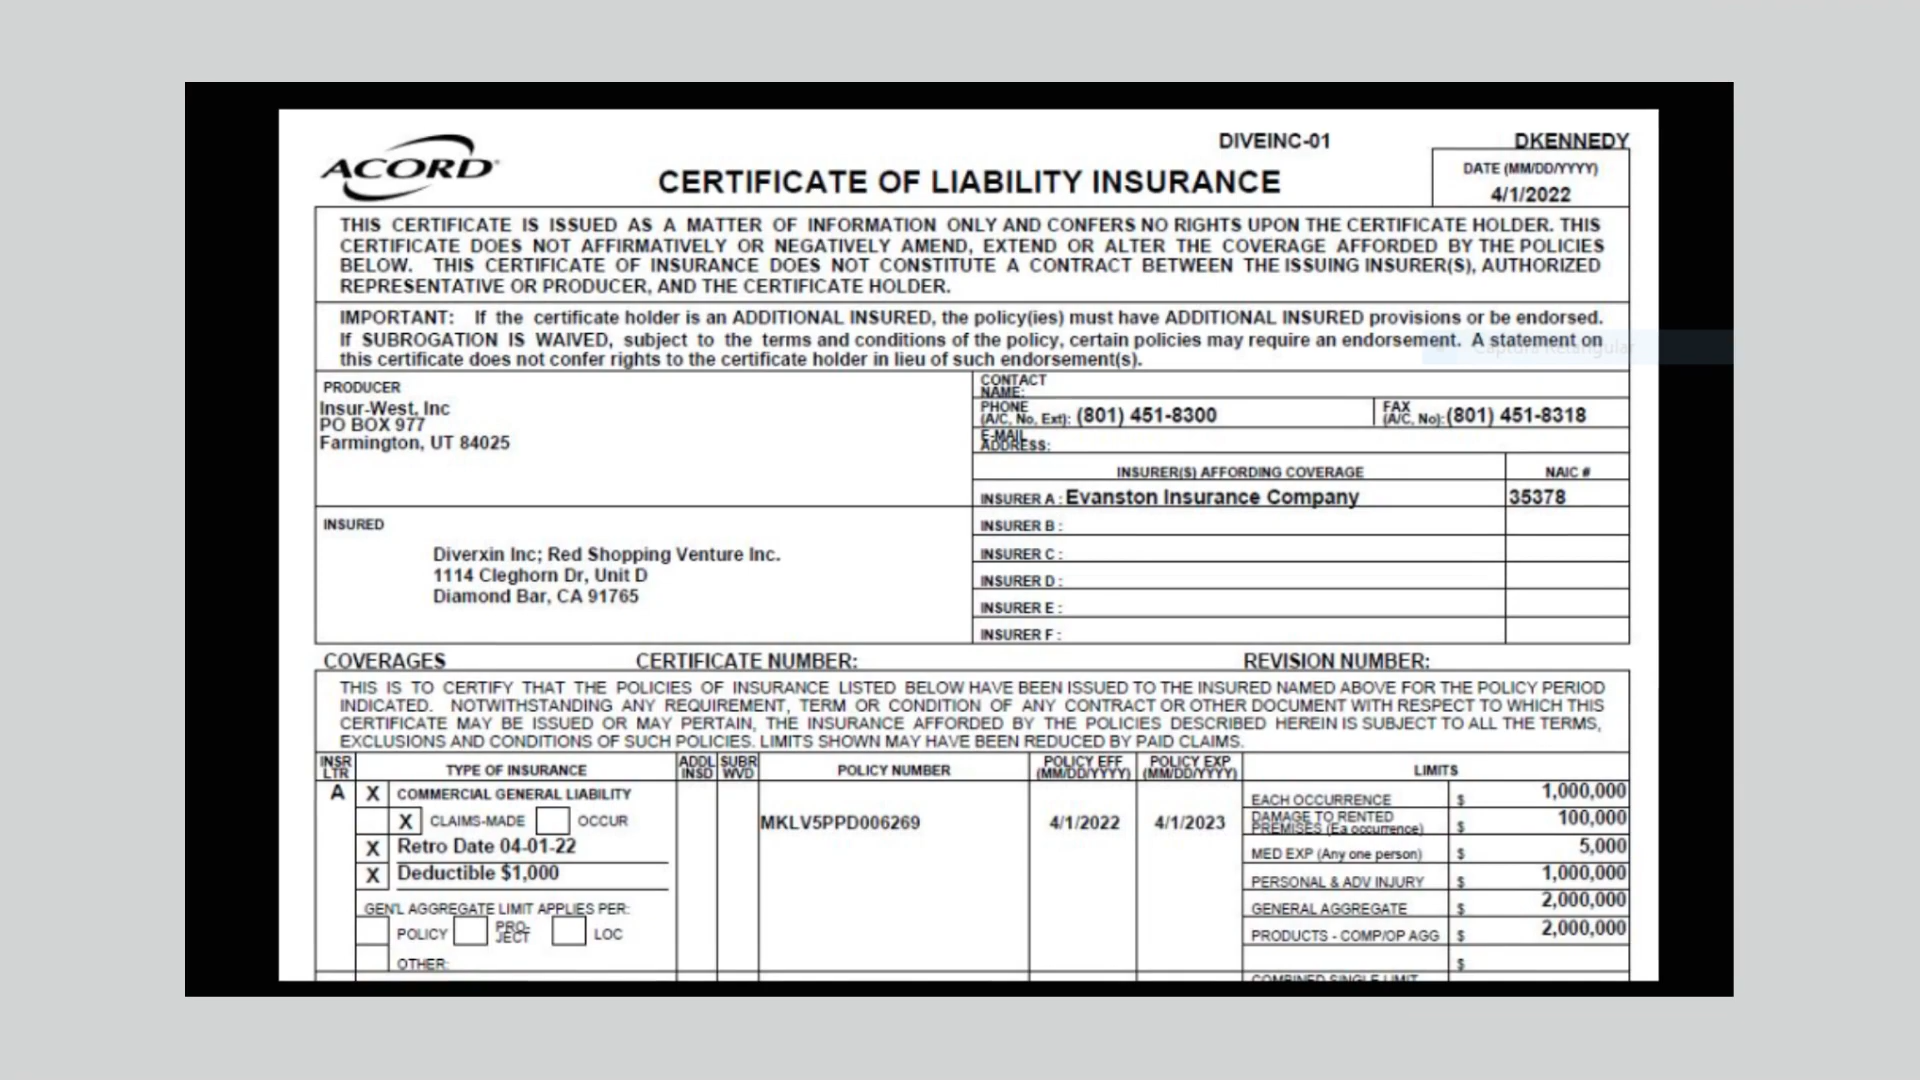 DIVEINC-01 DKENNEDY
ACORD®
CERTIFICATE OF LIABILITY INSURANCE
DATE (MM/DD/YYYY)
4/1/2022
THIS CERTIFICATE IS ISSUED AS A MATTER OF INFORMATION ONLY AND CONFERS NO RIGHTS UPON THE CERTIFICATE HOLDER. THIS
CERTIFICATE DOES NOT AFFIRMATIVELY OR NEGATIVELY AMEND, EXTEND OR ALTER THE COVERAGE AFFORDED BY THE POLICIES
BELOW. THIS CERTIFICATE OF INSURANCE DOES NOT CONSTITUTE A CONTRACT BETWEEN THE ISSUING INSURER(S), AUTHORIZED
REPRESENTATIVE OR PRODUCER, AND THE CERTIFICATE HOLDER.
IMPORTANT: If the certificate holder is an ADDITIONAL INSURED, the policy(ies) must have ADDITIONAL INSURED provisions or be endorsed.
If SUBROGATION IS WAIVED, subject to the terms and conditions of the policy, certain policies may require an endorsement. A statement on
this certificate does not confer rights to the certificate holder in lieu of such endorsement(s).
Captura Retangular
PRODUCER
Insur-West, Inc
PO BOX 977
Farmington, UT 84025
CONTACT
NAME:
PHONE
(A/C, No, Ext): (801) 451-8300
FAX
(A/C, No): (801) 451-8318
E-MAIL
ADDRESS:
INSURER(S) AFFORDING COVERAGE NAIC #
INSURER A : Evanston Insurance Company 35378
INSURED
Diverxin Inc; Red Shopping Venture Inc.
1114 Cleghorn Dr, Unit D
Diamond Bar, CA 91765
INSURER B :
INSURER C :
INSURER D :
INSURER E :
INSURER F :
COVERAGES CERTIFICATE NUMBER: REVISION NUMBER:
THIS IS TO CERTIFY THAT THE POLICIES OF INSURANCE LISTED BELOW HAVE BEEN ISSUED TO THE INSURED NAMED ABOVE FOR THE POLICY PERIOD
INDICATED. NOTWITHSTANDING ANY REQUIREMENT, TERM OR CONDITION OF ANY CONTRACT OR OTHER DOCUMENT WITH RESPECT TO WHICH THIS
CERTIFICATE MAY BE ISSUED OR MAY PERTAIN, THE INSURANCE AFFORDED BY THE POLICIES DESCRIBED HEREIN IS SUBJECT TO ALL THE TERMS,
EXCLUSIONS AND CONDITIONS OF SUCH POLICIES. LIMITS SHOWN MAY HAVE BEEN REDUCED BY PAID CLAIMS.
INSR
LTR
TYPE OF INSURANCE
ADDL
INSD
SUBR
WVD
POLICY NUMBER
POLICY EFF
(MM/DD/YYYY)
POLICY EXP
(MM/DD/YYYY)
LIMITS
A X COMMERCIAL GENERAL LIABILITY
X CLAIMS-MADE OCCUR
X Retro Date 04-01-22
X Deductible $1,000
GEN'L AGGREGATE LIMIT APPLIES PER:
POLICY PRO-
JECT LOC
OTHER:
MKLV5PPD006269 4/1/2022 4/1/2023
EACH OCCURRENCE $ 1,000,000
DAMAGE TO RENTED
PREMISES (Ea occurrence) $ 100,000
MED EXP (Any one person) $ 5,000
PERSONAL & ADV INJURY $ 1,000,000
GENERAL AGGREGATE $ 2,000,000
PRODUCTS - COMP/OP AGG $ 2,000,000
$
COMBINED SINGLE LIMIT